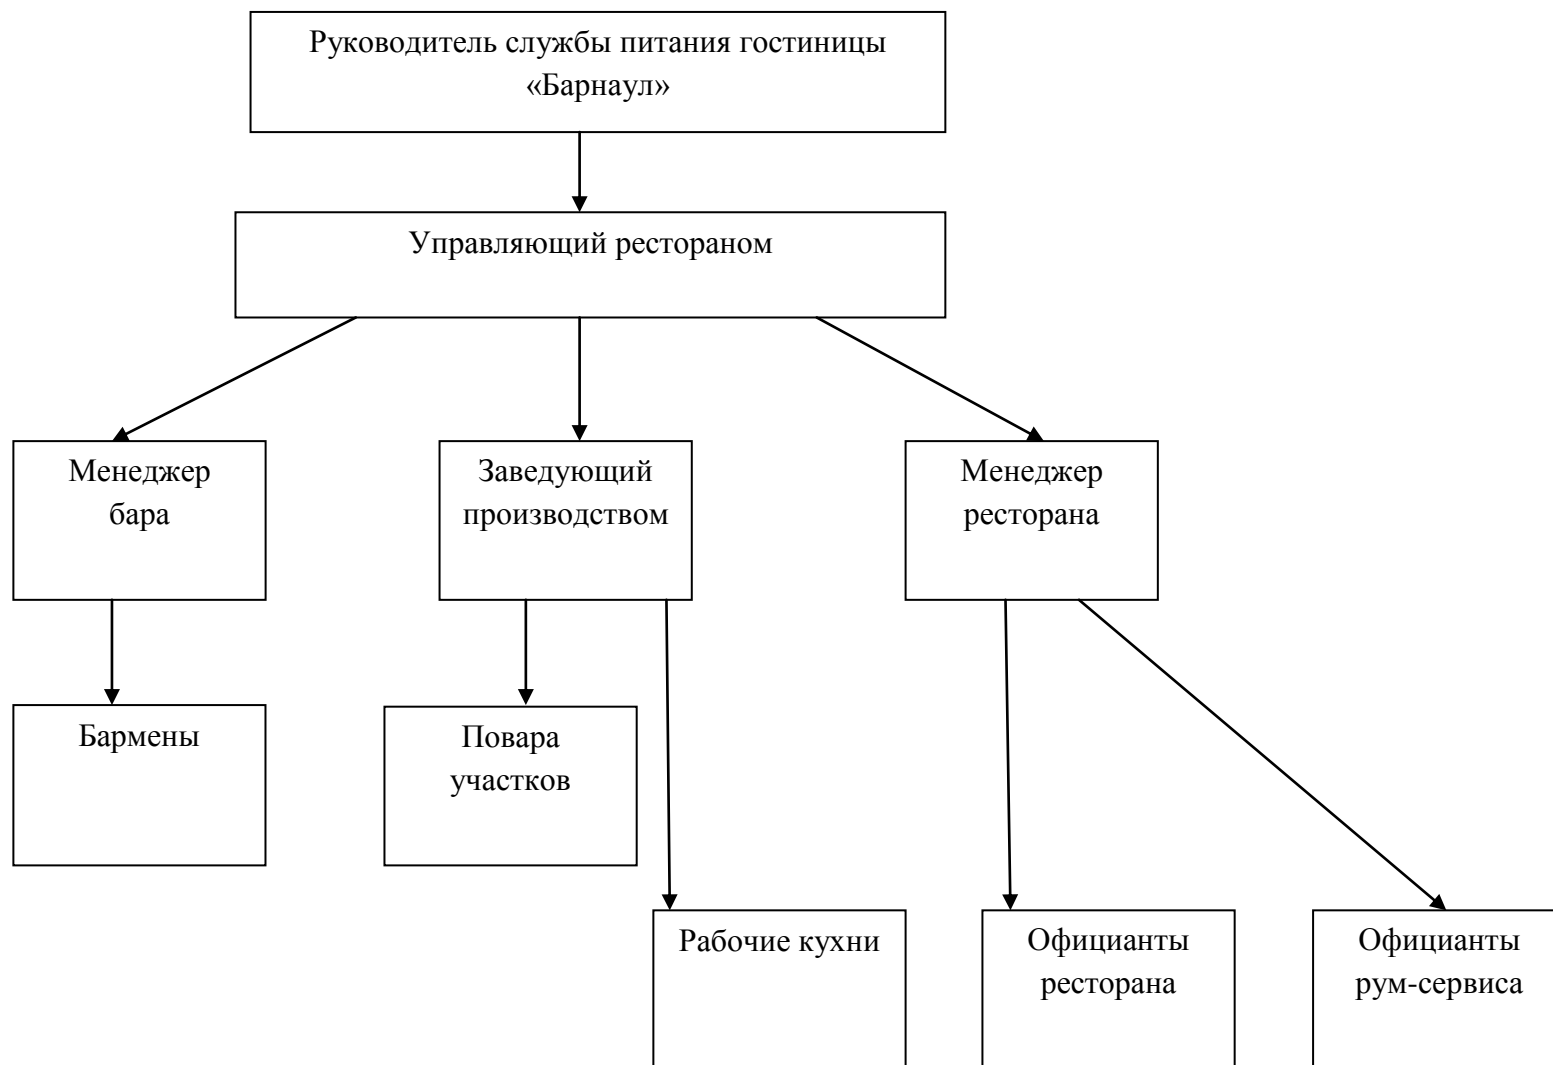 Руководитель службы питания гостиницы
«Барнаул»
Управляющий рестораном
Менеджер
бара
Заведующий
производством
Менеджер
ресторана
Бармены
Повара
участков
Рабочие кухни
Официанты
ресторана
Официанты
рум-сервиса